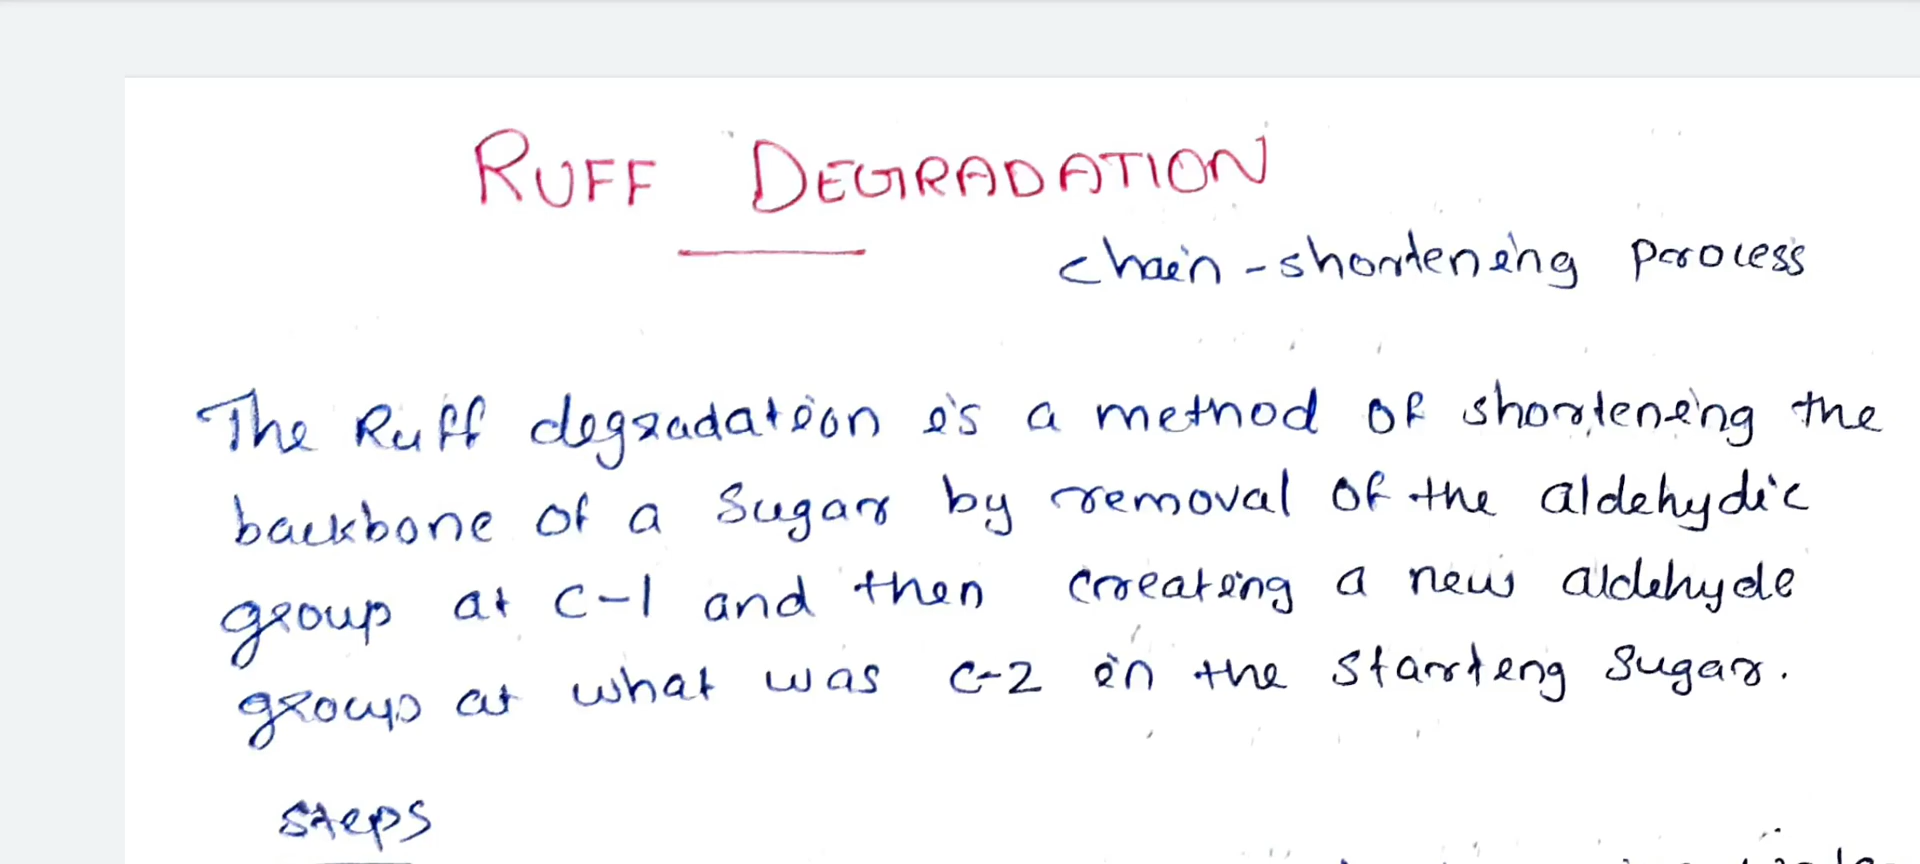 RUFF DEGRADATION
chain-shortening process
The Ruff degradation is a method of shortening the
backbone of a sugar by removal of the aldehydic
group at C-1 and then creating a new aldehyde
group at what was C-2 in the starting sugar.
Steps